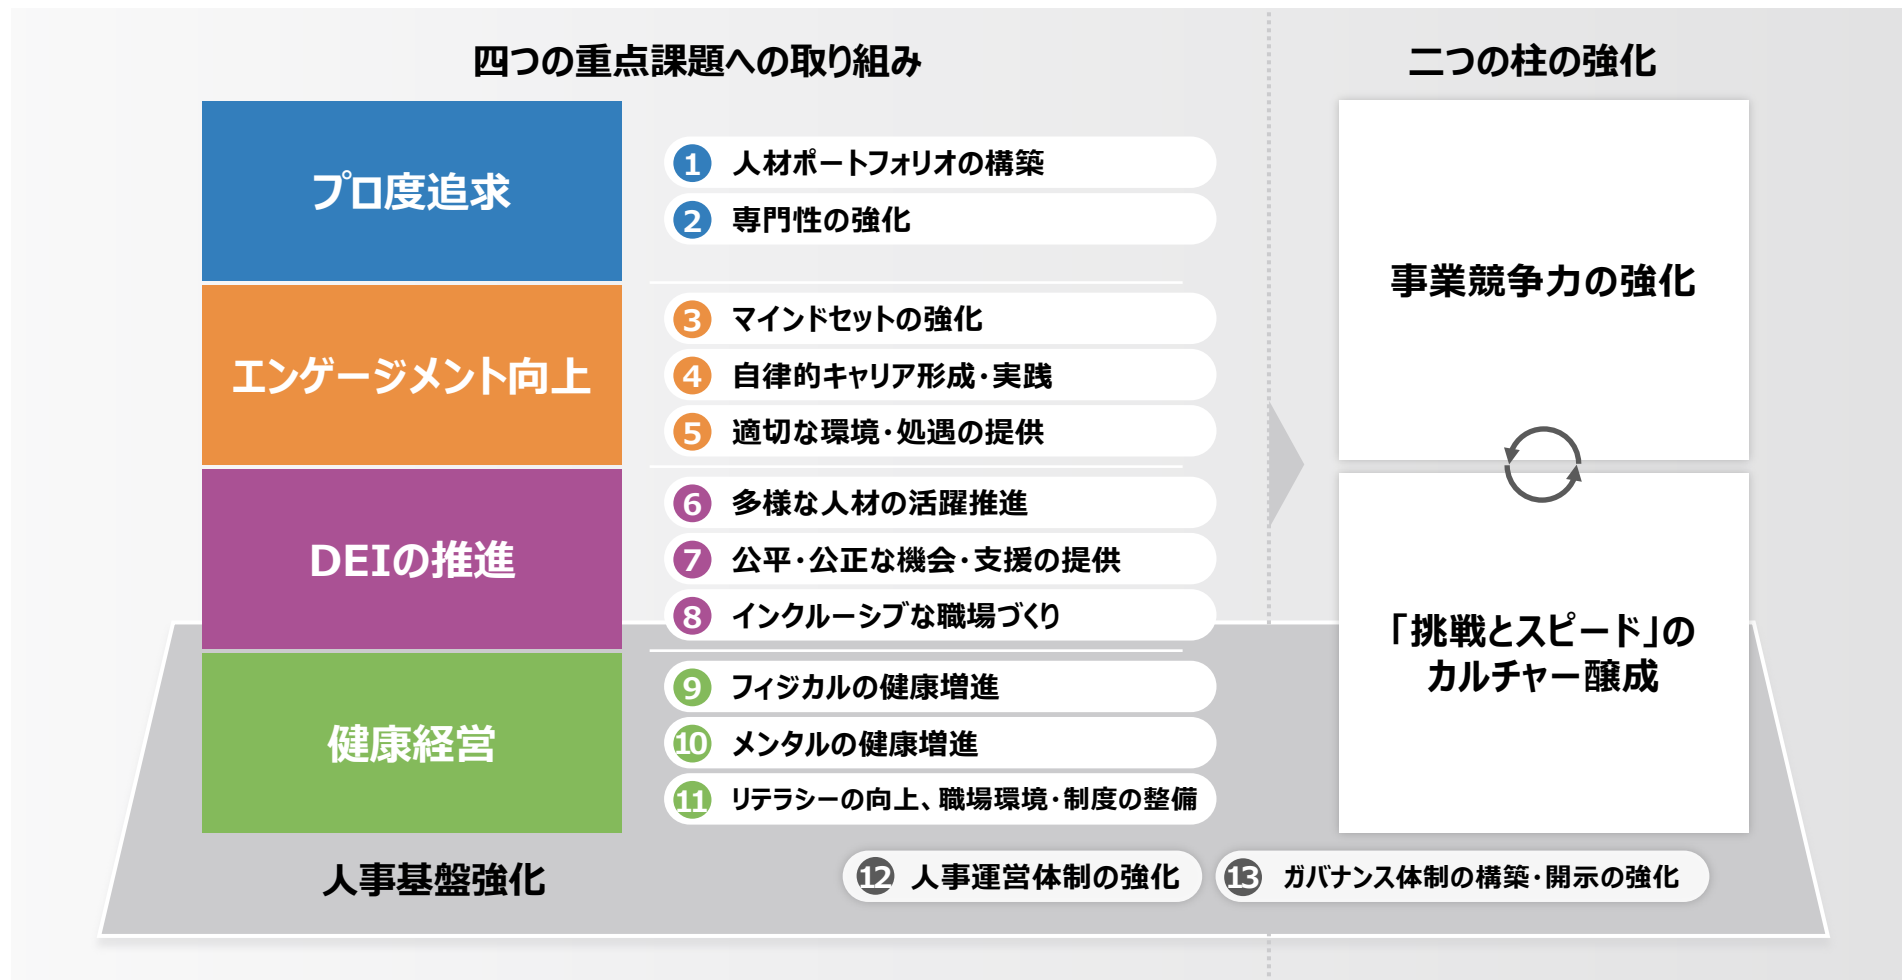 四つの重点課題への取り組み
二つの柱の強化
プロ度追求
1 人材ポートフォリオの構築
2 専門性の強化
エンゲージメント向上
3 マインドセットの強化
4 自律的キャリア形成・実践
5 適切な環境・処遇の提供
DEIの推進
6 多様な人材の活躍推進
7 公平・公正な機会・支援の提供
8 インクルーシブな職場づくり
健康経営
9 フィジカルの健康増進
10 メンタルの健康増進
11 リテラシーの向上、職場環境・制度の整備
事業競争力の強化
「挑戦とスピード」の
カルチャー醸成
人事基盤強化
12 人事運営体制の強化
13 ガバナンス体制の構築・開示の強化